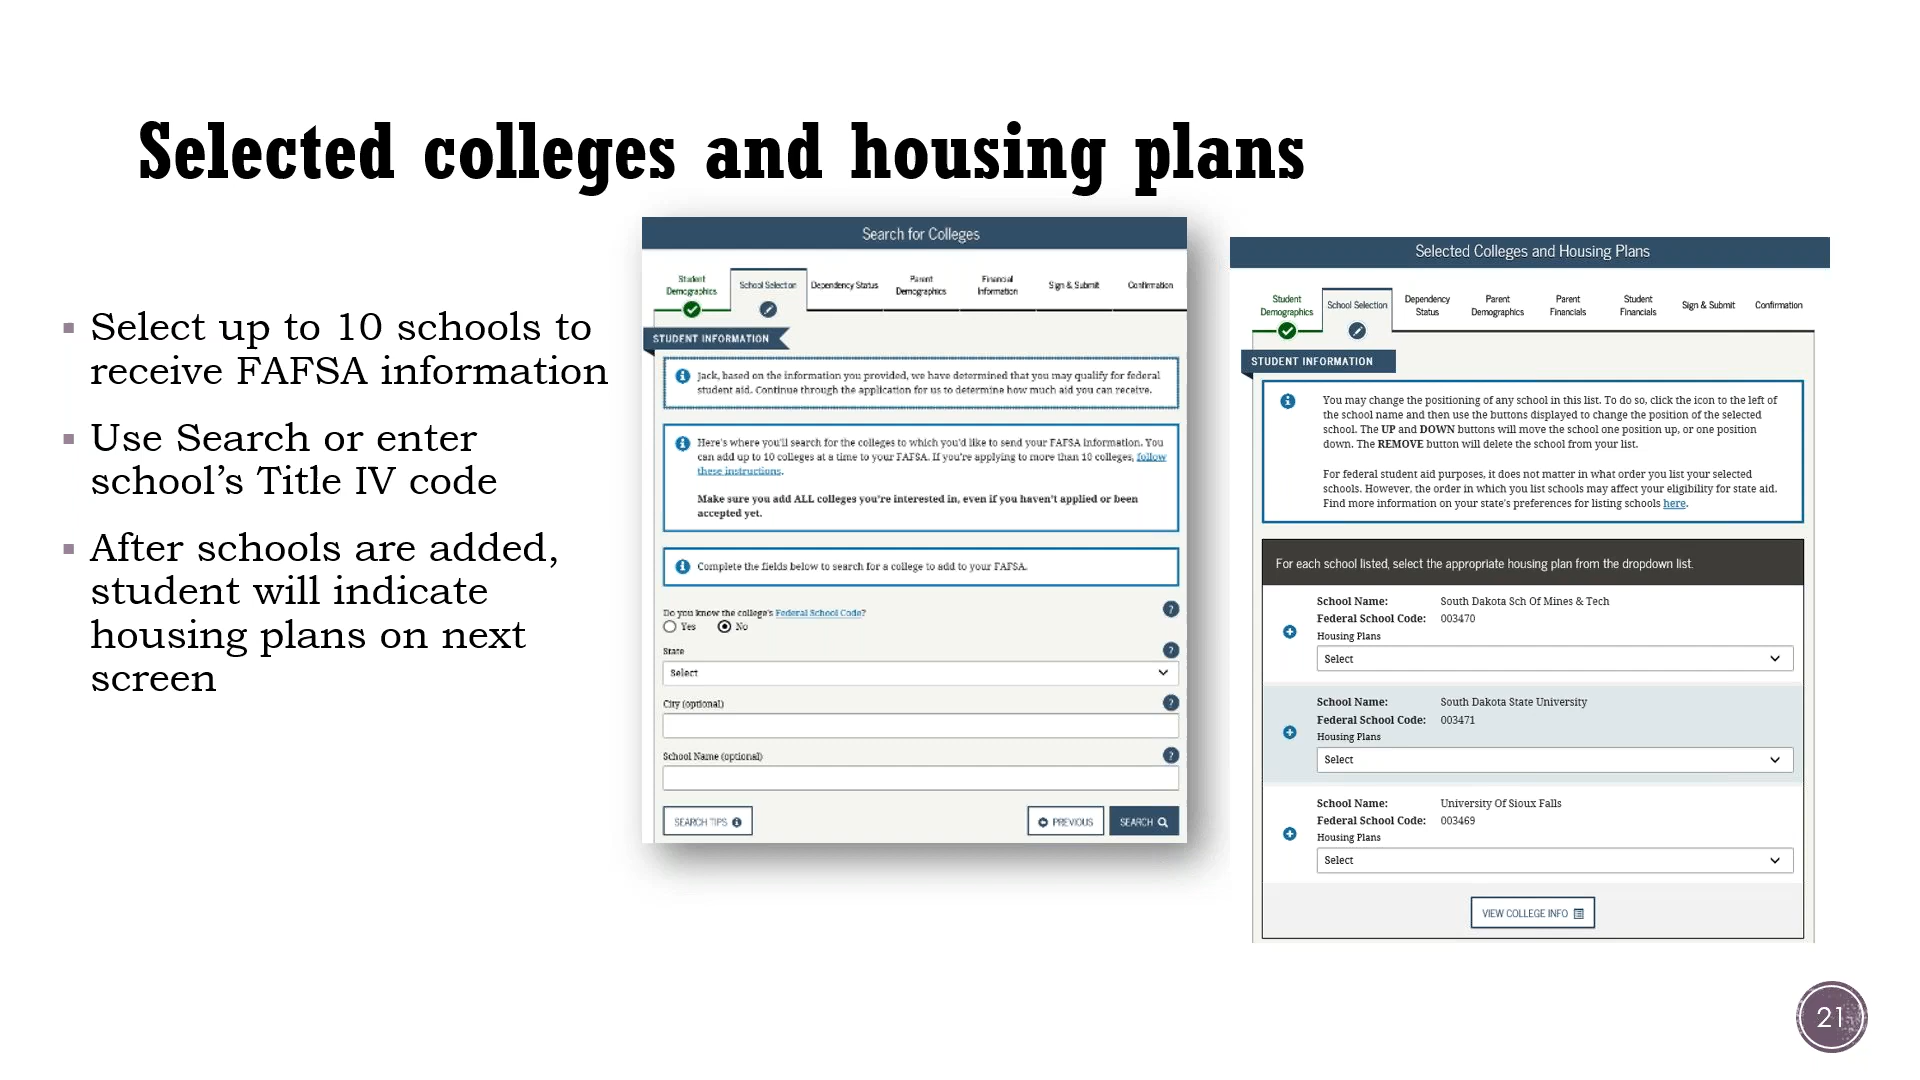 Selected colleges and housing plans
▪ Select up to 10 schools to
receive FAFSA information
▪ Use Search or enter
school’s Title IV code
▪ After schools are added,
student will indicate
housing plans on next
screen
Search for Colleges
Student
Demographics
School Selection
Dependency Status
Parent
Demographics
Financial
Information
Sign & Submit
Confirmation
STUDENT INFORMATION
Jack, based on the information you provided, we have determined that you may qualify for federal
student aid. Continue through the application for us to determine how much aid you can receive.
Here's where you'll search for the colleges to which you'd like to send your FAFSA information. You
can add up to 10 colleges at a time to your FAFSA. If you're applying to more than 10 colleges, follow
these instructions.
Make sure you add ALL colleges you're interested in, even if you haven't applied or been
accepted yet.
Complete the fields below to search for a college to add to your FAFSA.
Do you know the college's Federal School Code?
Yes No
State
Select
City (optional)
School Name (optional)
SEARCH TIPS
PREVIOUS
SEARCH
Selected Colleges and Housing Plans
Student
Demographics
School Selection
Dependency
Status
Parent
Demographics
Parent
Financials
Student
Financials
Sign & Submit
Confirmation
STUDENT INFORMATION
You may change the positioning of any school in this list. To do so, click the icon to the left of
the school name and then use the buttons displayed to change the position of the selected
school. The UP and DOWN buttons will move the school one position up, or one position
down. The REMOVE button will delete the school from your list.
For federal student aid purposes, it does not matter in what order you list your selected
schools. However, the order in which you list schools may affect your eligibility for state aid.
Find more information on your state's preferences for listing schools here.
For each school listed, select the appropriate housing plan from the dropdown list.
School Name: South Dakota Sch Of Mines & Tech
Federal School Code: 003470
Housing Plans
Select
School Name: South Dakota State University
Federal School Code: 003471
Housing Plans
Select
School Name: University Of Sioux Falls
Federal School Code: 003469
Housing Plans
Select
VIEW COLLEGE INFO
21